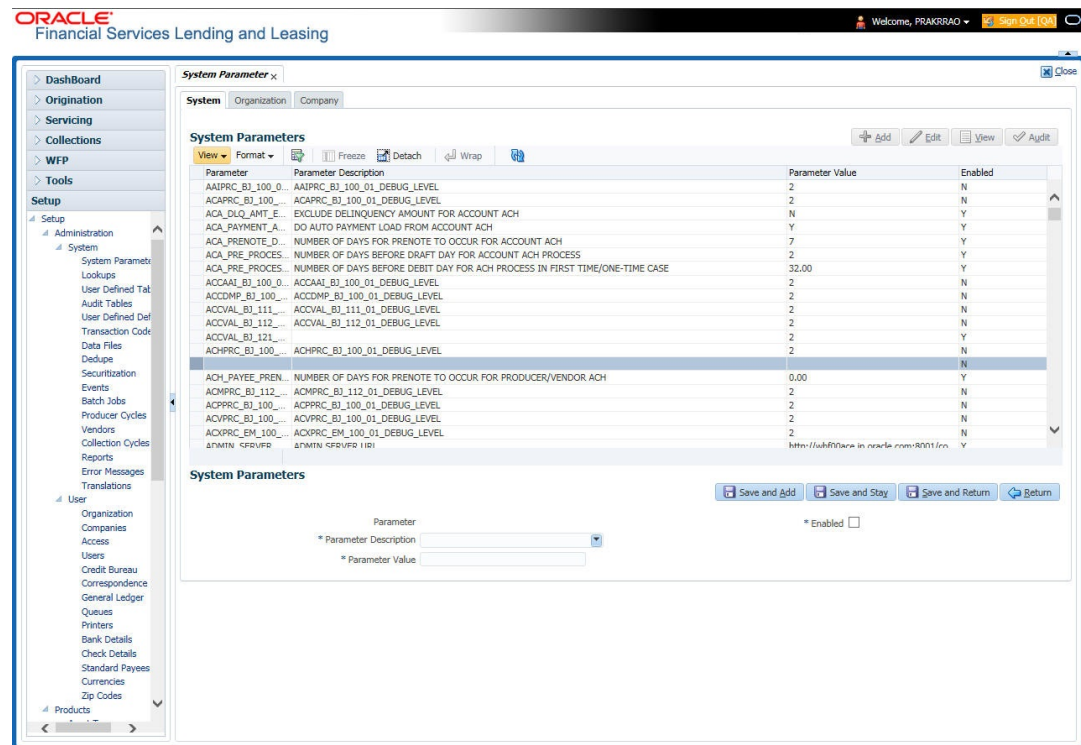 ORACLE
Financial Services Lending and Leasing
Welcome, PRAKRRAO
Sign Out [QA]
Close
DashBoard
Origination
Servicing
Collections
WFP
Tools
Setup
Setup
Administration
System
System Paramete
Lookups
User Defined Tab
Audit Tables
User Defined Def
Transaction Code
Data Files
Dedupe
Securitization
Events
Batch Jobs
Producer Cycles
Vendors
Collection Cycles
Reports
Error Messages
Translations
User
Organization
Companies
Access
Users
Credit Bureau
Correspondence
General Ledger
Queues
Printers
Bank Details
Check Details
Standard Payees
Currencies
Zip Codes
Products
System Parameter
System Organization Company
System Parameters
Add Edit View Audit
View Format Freeze Detach Wrap
Parameter Parameter Description Parameter Value Enabled
AAIPRC_BJ_100_0... AAIPRC_BJ_100_01_DEBUG_LEVEL 2 N
ACAPRC_BJ_100_... ACAPRC_BJ_100_01_DEBUG_LEVEL 2 N
ACA_DLQ_AMT_E... EXCLUDE DELINQUENCY AMOUNT FOR ACCOUNT ACH N Y
ACA_PAYMENT_A... DO AUTO PAYMENT LOAD FROM ACCOUNT ACH Y Y
ACA_PRENOTE_D... NUMBER OF DAYS FOR PRENOTE TO OCCUR FOR ACCOUNT ACH 7 Y
ACA_PRE_PROCES... NUMBER OF DAYS BEFORE DRAFT DAY FOR ACCOUNT ACH PROCESS 2 Y
ACA_PRE_PROCES... NUMBER OF DAYS BEFORE DEBIT DAY FOR ACH PROCESS IN FIRST TIME/ONE-TIME CASE 32.00 Y
ACCAAI_BJ_100_0... ACCAAI_BJ_100_01_DEBUG_LEVEL 2 N
ACCDMP_BJ_100_... ACCDMP_BJ_100_01_DEBUG_LEVEL 2 N
ACCVAL_BJ_111_... ACCVAL_BJ_111_01_DEBUG_LEVEL 2 N
ACCVAL_BJ_112_... ACCVAL_BJ_112_01_DEBUG_LEVEL 2 N
ACCVAL_BJ_121_... 2 Y
ACHPRC_BJ_100_... ACHPRC_BJ_100_01_DEBUG_LEVEL 2 N
N
ACH_PAYEE_PREN... NUMBER OF DAYS FOR PRENOTE TO OCCUR FOR PRODUCER/VENDOR ACH 0.00 Y
ACMPRC_BJ_112_... ACMPRC_BJ_112_01_DEBUG_LEVEL 2 N
ACPPRC_BJ_100_... ACPPRC_BJ_100_01_DEBUG_LEVEL 2 N
ACVPRC_BJ_100_... ACVPRC_BJ_100_01_DEBUG_LEVEL 2 N
ACXPRC_EM_100_... ACXPRC_EM_100_01_DEBUG_LEVEL 2 N
ADMIN_SERVER ADMIN SERVER URL http://whf00ace.in.oracle.com:8001/co Y
System Parameters
Save and Add Save and Stay Save and Return Return
Parameter
* Enabled
* Parameter Description
* Parameter Value